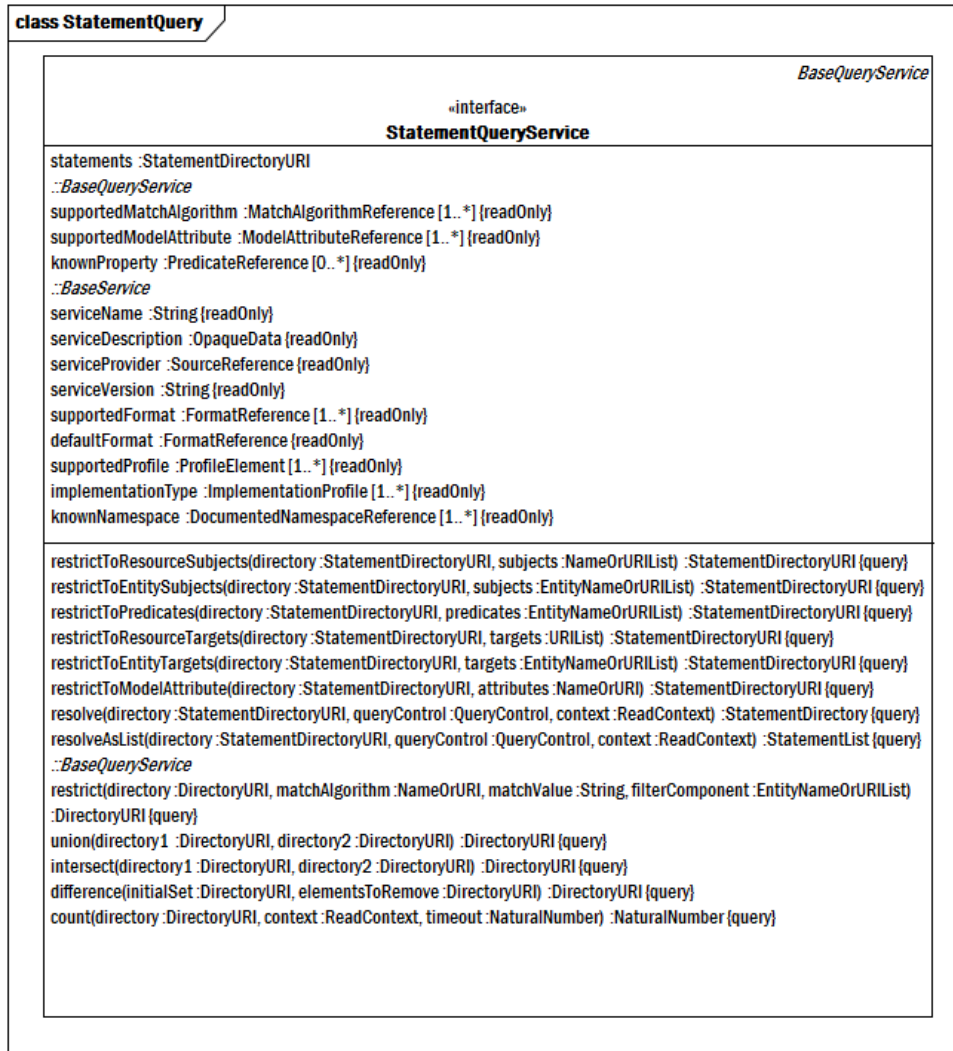 class StatementQuery
BaseQueryService
«interface»
StatementQueryService
statements :StatementDirectoryURI
::BaseQueryService
supportedMatchAlgorithm :MatchAlgorithmReference [1..*] {readOnly}
supportedModelAttribute :ModelAttributeReference [1..*] {readOnly}
knownProperty :PredicateReference [0..*] {readOnly}
::BaseService
serviceName :String {readOnly}
serviceDescription :OpaqueData {readOnly}
serviceProvider :SourceReference {readOnly}
serviceVersion :String {readOnly}
supportedFormat :FormatReference [1..*] {readOnly}
defaultFormat :FormatReference {readOnly}
supportedProfile :ProfileElement [1..*] {readOnly}
implementationType :ImplementationProfile [1..*] {readOnly}
knownNamespace :DocumentedNamespaceReference [1..*] {readOnly}
restrictToResourceSubjects(directory :StatementDirectoryURI, subjects :NameOrURIList) :StatementDirectoryURI {query}
restrictToEntitySubjects(directory :StatementDirectoryURI, subjects :EntityNameOrURIList) :StatementDirectoryURI {query}
restrictToPredicates(directory :StatementDirectoryURI, predicates :EntityNameOrURIList) :StatementDirectoryURI {query}
restrictToResourceTargets(directory :StatementDirectoryURI, targets :URIList) :StatementDirectoryURI {query}
restrictToEntityTargets(directory :StatementDirectoryURI, targets :EntityNameOrURIList) :StatementDirectoryURI {query}
restrictToModelAttribute(directory :StatementDirectoryURI, attributes :NameOrURI) :StatementDirectoryURI {query}
resolve(directory :StatementDirectoryURI, queryControl :QueryControl, context :ReadContext) :StatementDirectory {query}
resolveAsList(directory :StatementDirectoryURI, queryControl :QueryControl, context :ReadContext) :StatementList {query}
::BaseQueryService
restrict(directory :DirectoryURI, matchAlgorithm :NameOrURI, matchValue :String, filterComponent :EntityNameOrURIList)
:DirectoryURI {query}
union(directory1 :DirectoryURI, directory2 :DirectoryURI) :DirectoryURI {query}
intersect(directory1 :DirectoryURI, directory2 :DirectoryURI) :DirectoryURI {query}
difference(initialSet :DirectoryURI, elementsToRemove :DirectoryURI) :DirectoryURI {query}
count(directory :DirectoryURI, context :ReadContext, timeout :NaturalNumber) :NaturalNumber {query}